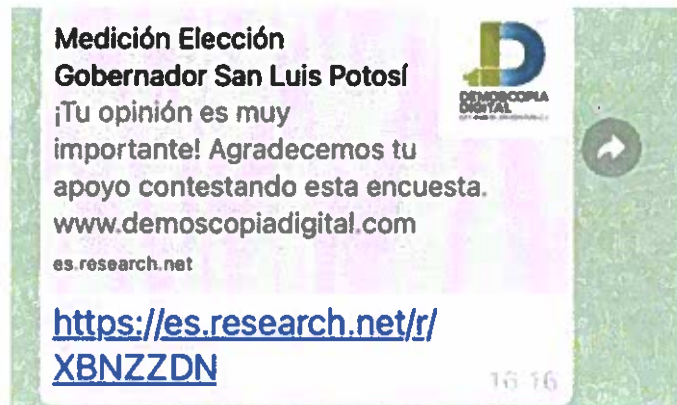 Medición Elección
Gobernador San Luis Potosí
¡Tu opinión es muy
importante! Agradecemos tu
apoyo contestando esta encuesta.
www.demoscopiadigital.com
es.research.net
DEMOSCOPIA
DIGITAL
https://es.research.net/r/
XBNZZDN
16:16